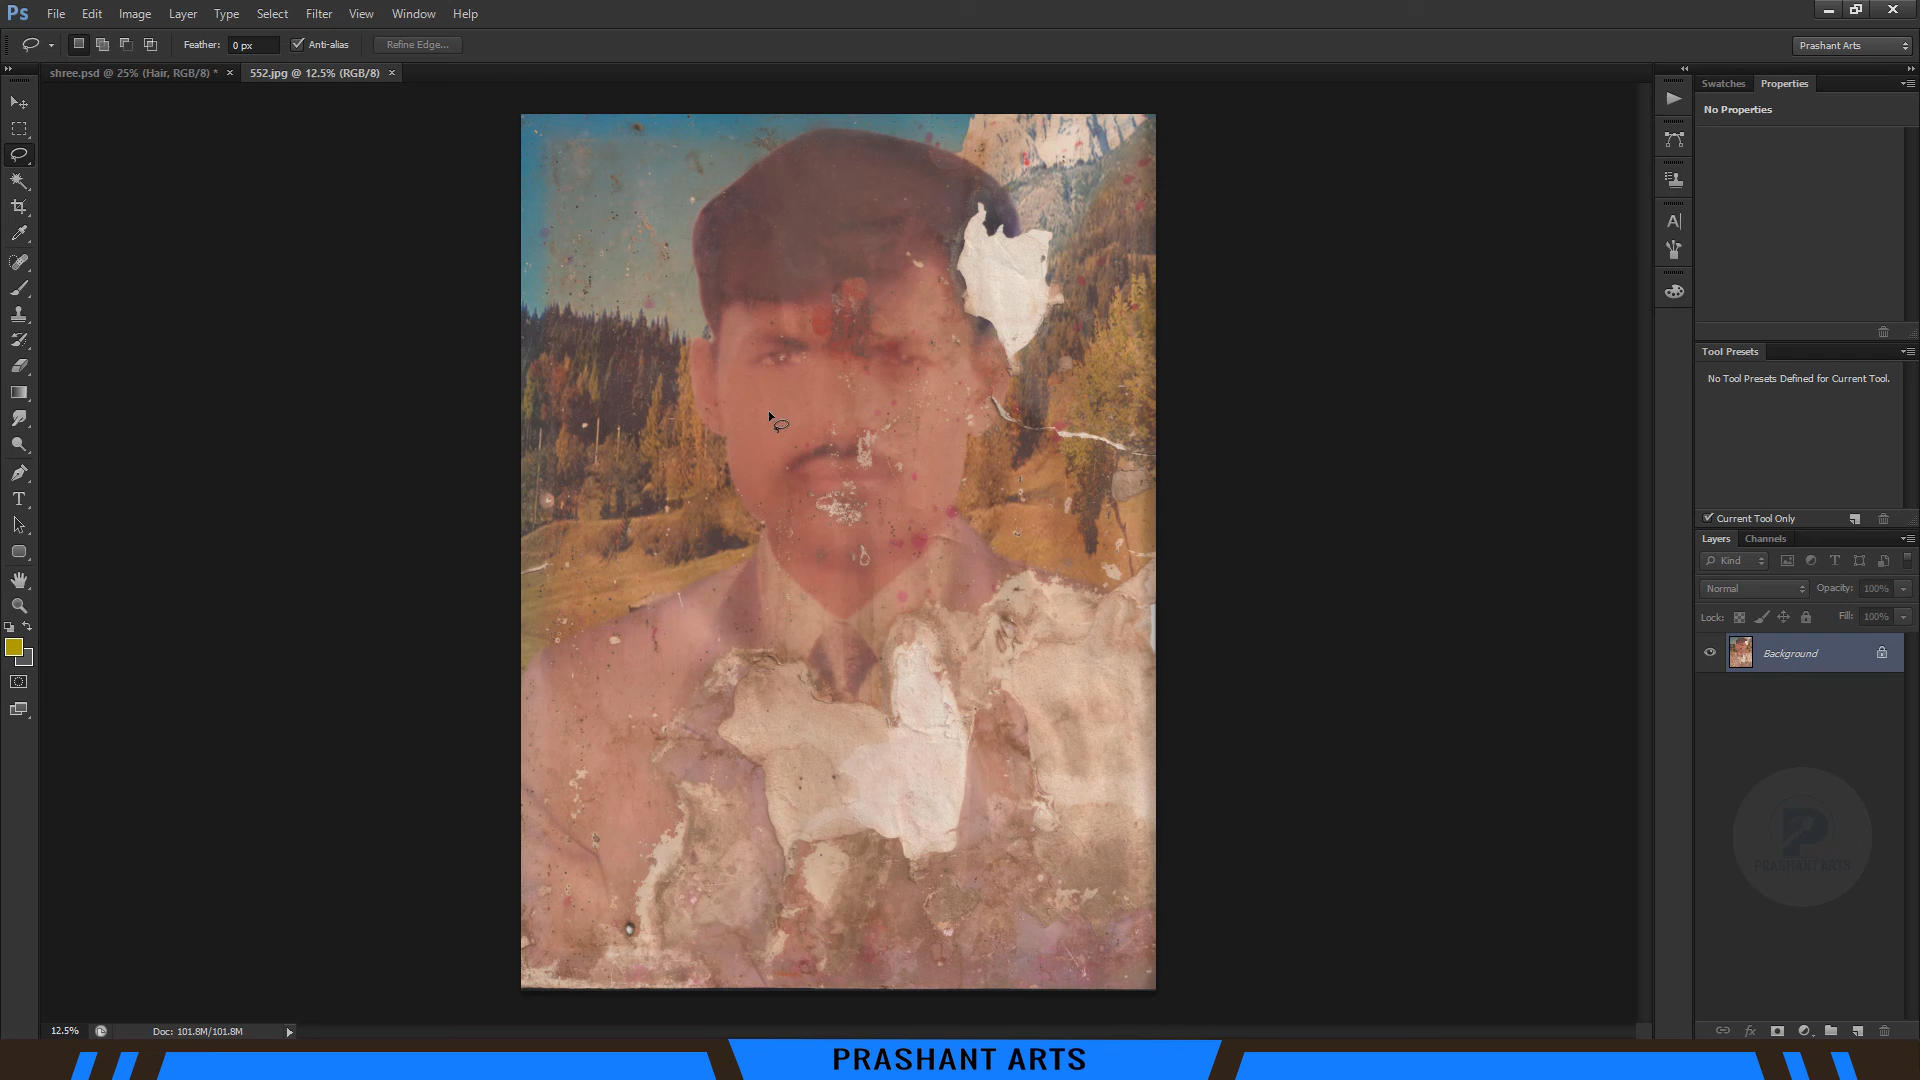 Ps File Edit Image Layer Type Select Filter View Window Help
Feather: 0 px Anti-alias Refine Edge... Prashant Arts
shree.psd @ 25% (Hair, RGB/8) * × 552.jpg @ 12.5% (RGB/8) ×
Swatches Properties
No Properties
Tool Presets
No Tool Presets Defined for Current Tool.
Current Tool Only
Layers Channels
Kind
Normal Opacity: 100%
Lock: Fill: 100%
Background
PRASHANT ARTS
12.5% Doc: 101.8M/101.8M
PRASHANT ARTS